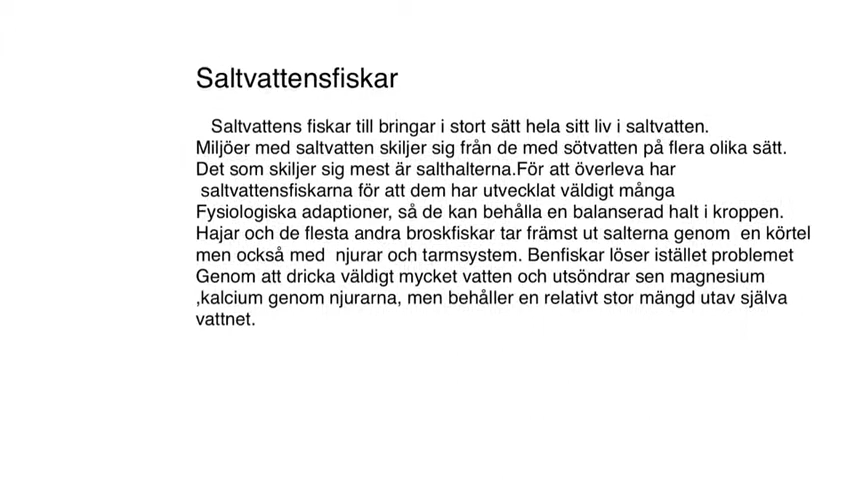 Saltvattensfiskar
Saltvattens fiskar till bringar i stort sätt hela sitt liv i saltvatten.
Miljöer med saltvatten skiljer sig från de med sötvatten på flera olika sätt.
Det som skiljer sig mest är salthalterna.För att överleva har
saltvattensfiskarna för att dem har utvecklat väldigt många
Fysiologiska adaptioner, så de kan behålla en balanserad halt i kroppen.
Hajar och de flesta andra broskfiskar tar främst ut salterna genom  en körtel
men också med  njurar och tarmsystem. Benfiskar löser istället problemet
Genom att dricka väldigt mycket vatten och utsöndrar sen magnesium
,kalcium genom njurarna, men behåller en relativt stor mängd utav själva
vattnet.